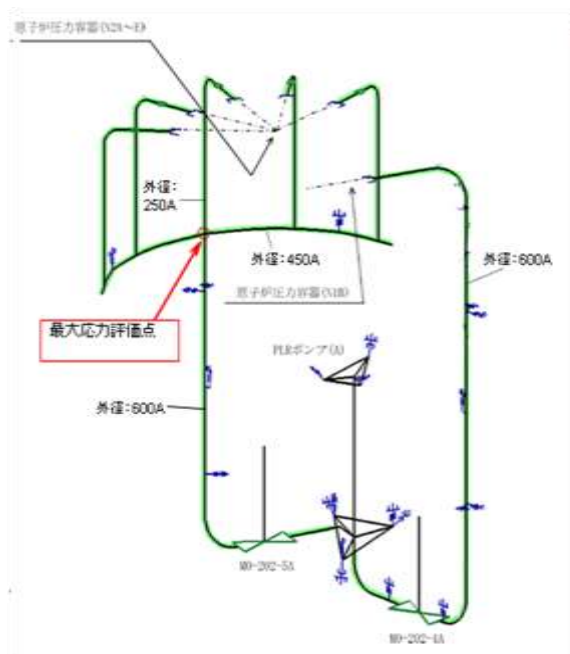 原子炉圧力容器(N2A～E)
外径:
250A
外径:450A
外径:600A
原子炉圧力容器(N1B)
最大応力評価点
PLRポンプ(A)
外径:600A
MO-202-5A
MO-202-4A